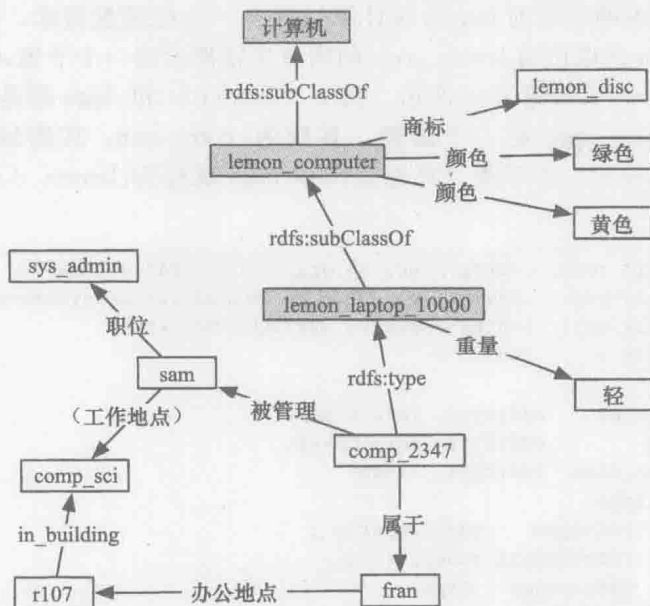 计算机
rdfs:subClassOf
lemon_disc
商标
lemon_computer
颜色
绿色
颜色
黄色
rdfs:subClassOf
sys_admin
lemon_laptop_10000
职位
重量
rdfs:type
轻
sam
(工作地点)
被管理
comp_2347
comp_sci
属于
in_building
r107
办公地点
fran